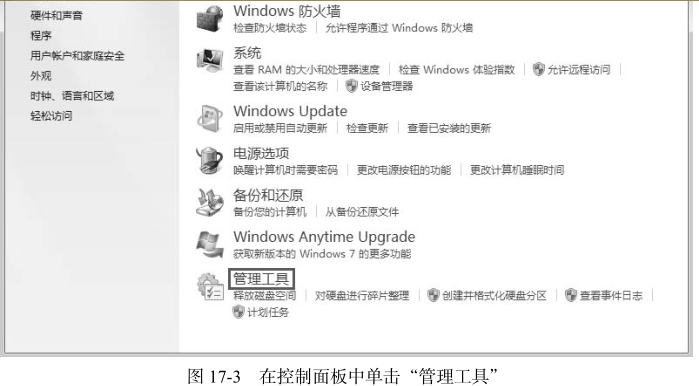 硬件和声音
程序
用户帐户和家庭安全
外观
时钟、语言和区域
轻松访问
Windows 防火墙
检查防火墙状态 允许程序通过 Windows 防火墙
系统
查看 RAM 的大小和处理器速度 检查 Windows 体验指数 允许远程访问
查看该计算机的名称 设备管理器
Windows Update
启用或禁用自动更新 检查更新 查看已安装的更新
电源选项
唤醒计算机时需要密码 更改电源按钮的功能 更改计算机睡眠时间
备份和还原
备份您的计算机 从备份还原文件
Windows Anytime Upgrade
获取新版本的 Windows 7 的更多功能
管理工具
释放磁盘空间 对硬盘进行碎片整理 创建并格式化硬盘分区 查看事件日志
计划任务
图 17-3 在控制面板中单击“管理工具”